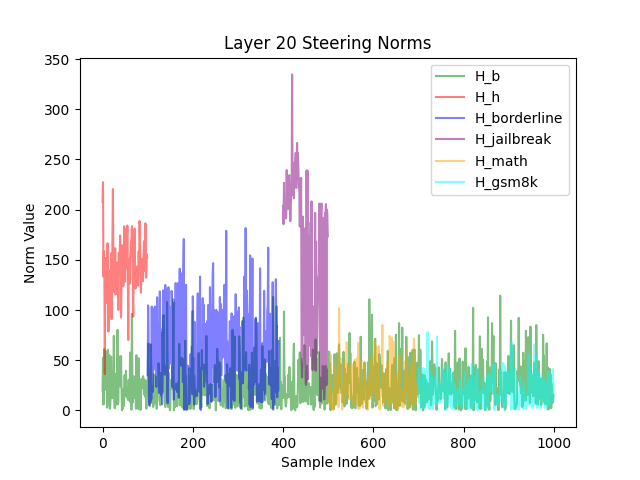 Layer 20 Steering Norms
350
300
250
200
150
100
50
0
Norm Value
H_b
H_h
H_borderline
H_jailbreak
H_math
H_gsm8k
0 200 400 600 800 1000
Sample Index